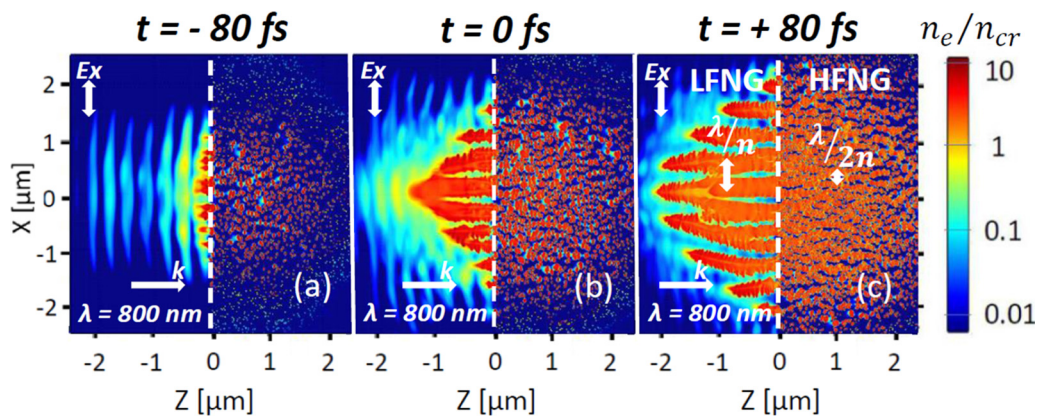 t = - 80 fs
t = 0 fs
t = + 80 fs
n_e/n_cr
Ex
k
λ = 800 nm
(a)
Ex
k
λ = 800 nm
(b)
Ex
LFNG
HFNG
λ/n
λ/2n
k
λ = 800 nm
(c)
10
1
0.1
0.01
X [μm]
2
1
0
-1
-2
-2 -1 0 1 2
-2 -1 0 1 2
-2 -1 0 1 2
Z [μm]
Z [μm]
Z [μm]